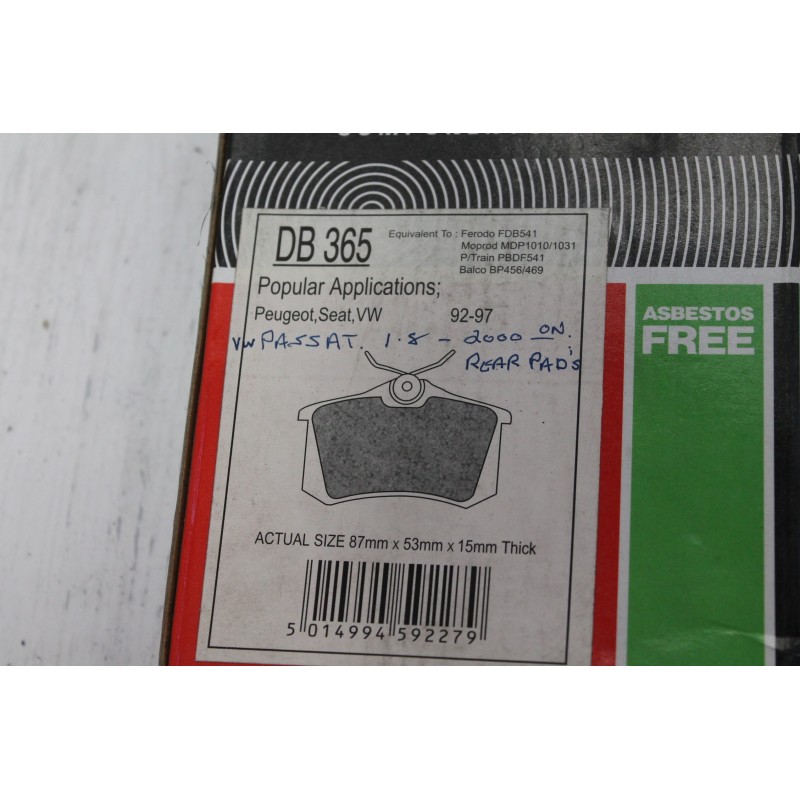 DB 365
Equivalent To : Ferodo FDB541
Moprod MDP1010/1031
P/Train PBDF541
Balco BP456/469
Popular Applications;
Peugeot,Seat,VW 92-97
VW PASSAT. 1.8 - 2000 ON.
REAR PADS
ASBESTOS
FREE
ACTUAL SIZE 87mm x 53mm x 15mm Thick
5 014994 592279